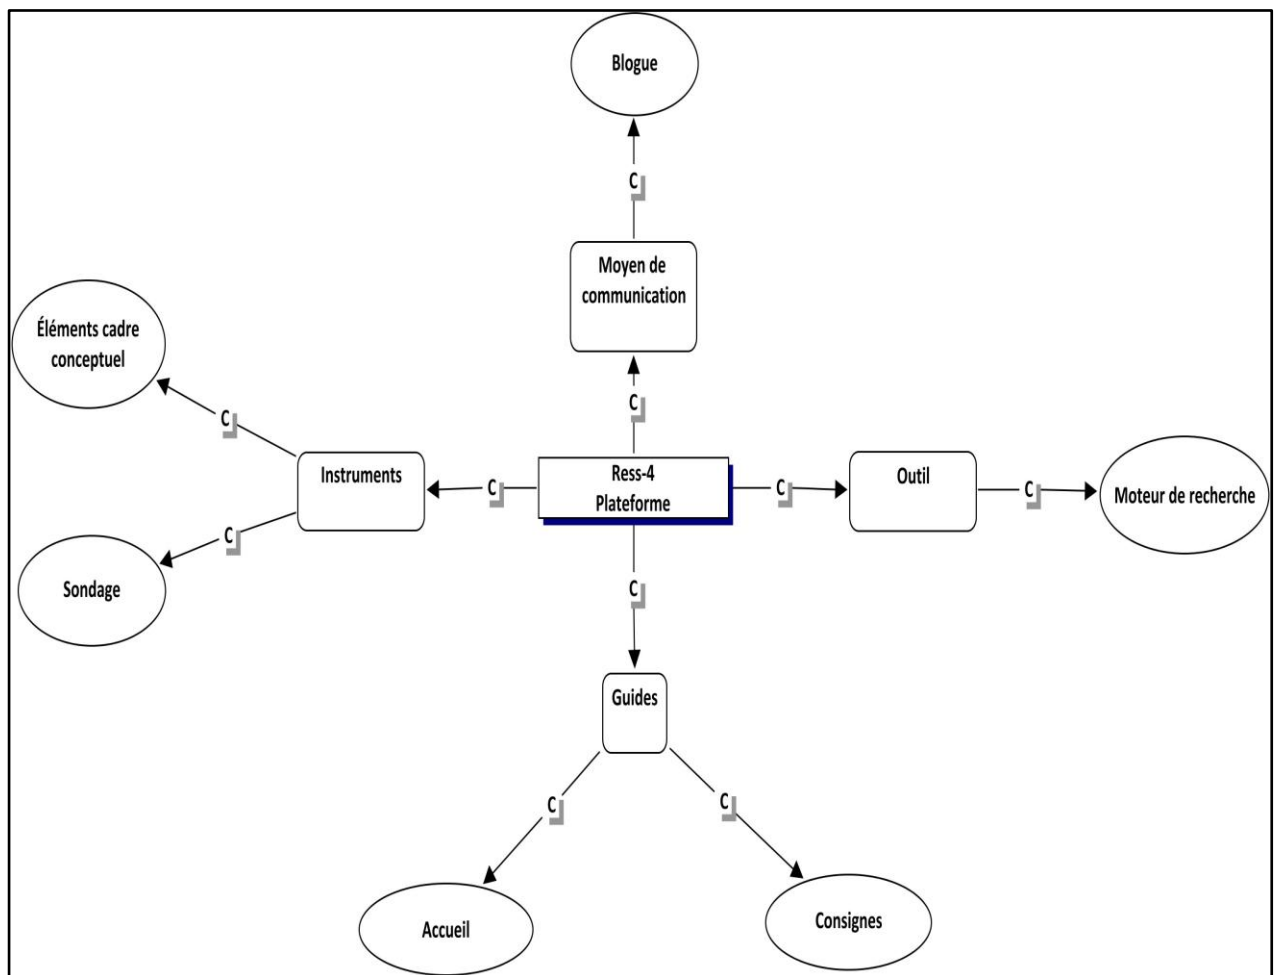 Blogue
C
Moyen de
communication
C
Éléments cadre
conceptuel
C
Instruments
C
Ress-4
Plateforme
C
Outil
C
Moteur de recherche
C
Sondage
C
Guides
C
C
Accueil
Consignes